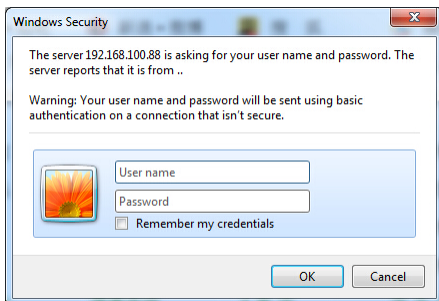 Windows Security
The server 192.168.100.88 is asking for your user name and password. The
server reports that it is from ..
Warning: Your user name and password will be sent using basic
authentication on a connection that isn't secure.
User name
Password
Remember my credentials
OK
Cancel